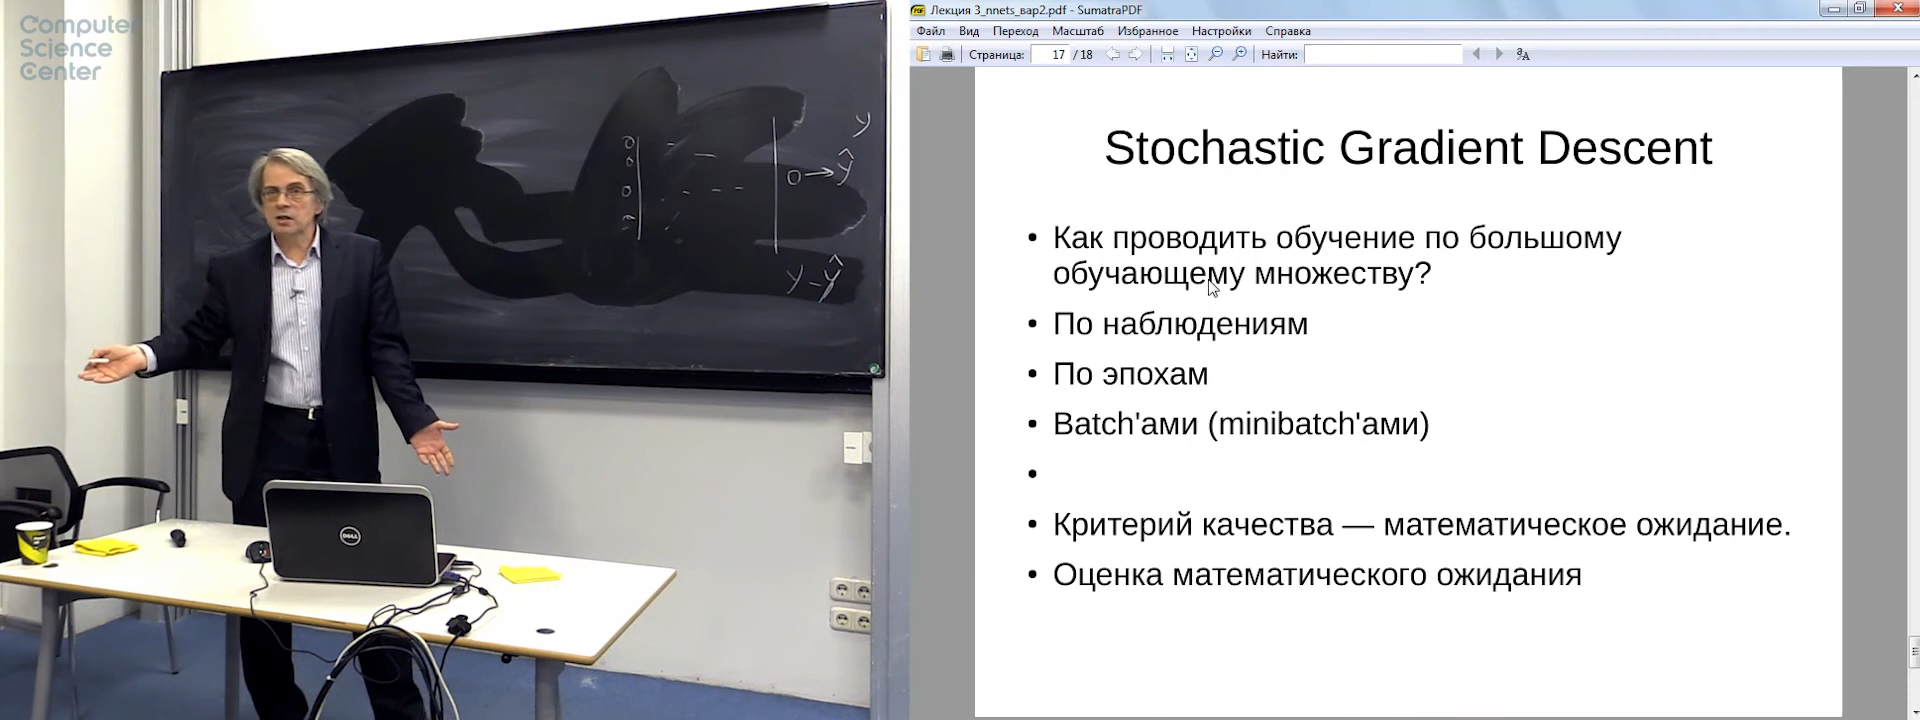 Computer
Science
Center
y
0 → ŷ
y - ŷ
DELL
Лекция 3_nnets_вар2.pdf - SumatraPDF
Файл Вид Переход Масштаб Избранное Настройки Справка
Страница: 17 / 18 Найти:
Stochastic Gradient Descent
• Как проводить обучение по большому
обучающему множеству?
• По наблюдениям
• По эпохам
• Batch'ами (minibatch'ами)
•
• Критерий качества — математическое ожидание.
• Оценка математического ожидания